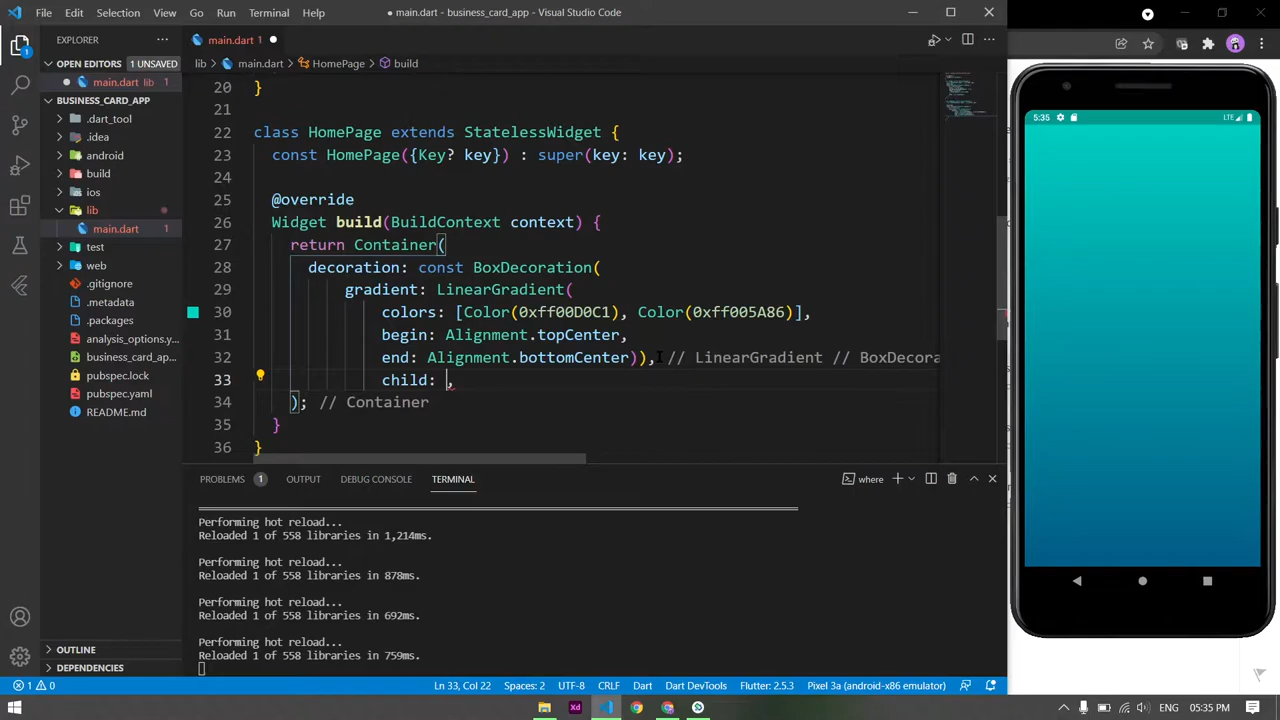 File Edit Selection View Go Run Terminal Help
● main.dart - business_card_app - Visual Studio Code
EXPLORER
OPEN EDITORS 1 UNSAVED
main.dart lib 1
BUSINESS_CARD_APP
.dart_tool
.idea
android
build
ios
lib
main.dart 1
test
web
.gitignore
.metadata
.packages
analysis_options.y...
business_card_ap...
pubspec.lock
pubspec.yaml
README.md
OUTLINE
DEPENDENCIES
main.dart 1
lib > main.dart > HomePage > build
20 }
21
22 class HomePage extends StatelessWidget {
23 const HomePage({Key? key}) : super(key: key);
24
25 @override
26 Widget build(BuildContext context) {
27 return Container(
28 decoration: const BoxDecoration(
29 gradient: LinearGradient(
30 colors: [Color(0xff00D0C1), Color(0xff005A86)],
31 begin: Alignment.topCenter,
32 end: Alignment.bottomCenter)), // LinearGradient // BoxDecora
33 child: ,
34 ); // Container
35 }
36 }
PROBLEMS 1 OUTPUT DEBUG CONSOLE TERMINAL
where
Performing hot reload...
Reloaded 1 of 558 libraries in 1,214ms.
Performing hot reload...
Reloaded 1 of 558 libraries in 878ms.
Performing hot reload...
Reloaded 1 of 558 libraries in 692ms.
Performing hot reload...
Reloaded 1 of 558 libraries in 759ms.
5:35 LTE
1 0 Ln 33, Col 22 Spaces: 2 UTF-8 CRLF Dart Dart DevTools Flutter: 2.5.3 Pixel 3a (android-x86 emulator)
Xd
ENG 05:35 PM